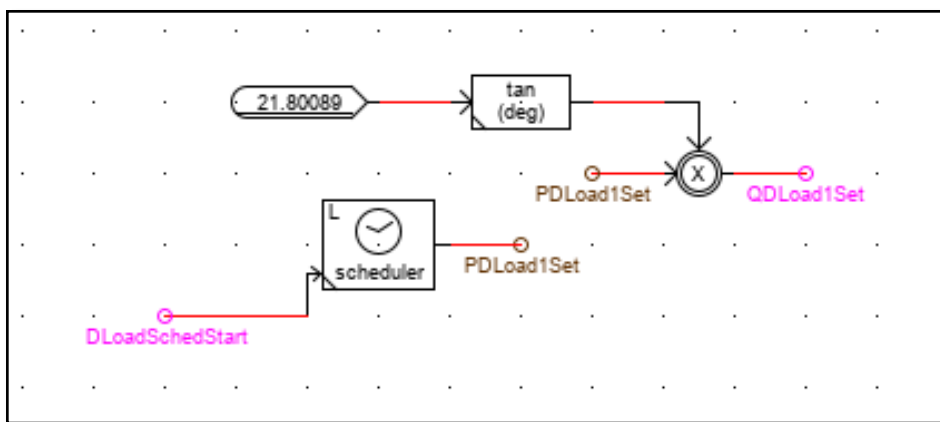 21.80089
tan
(deg)
X
PDLoad1Set
QDLoad1Set
L
scheduler
PDLoad1Set
DLoadSchedStart